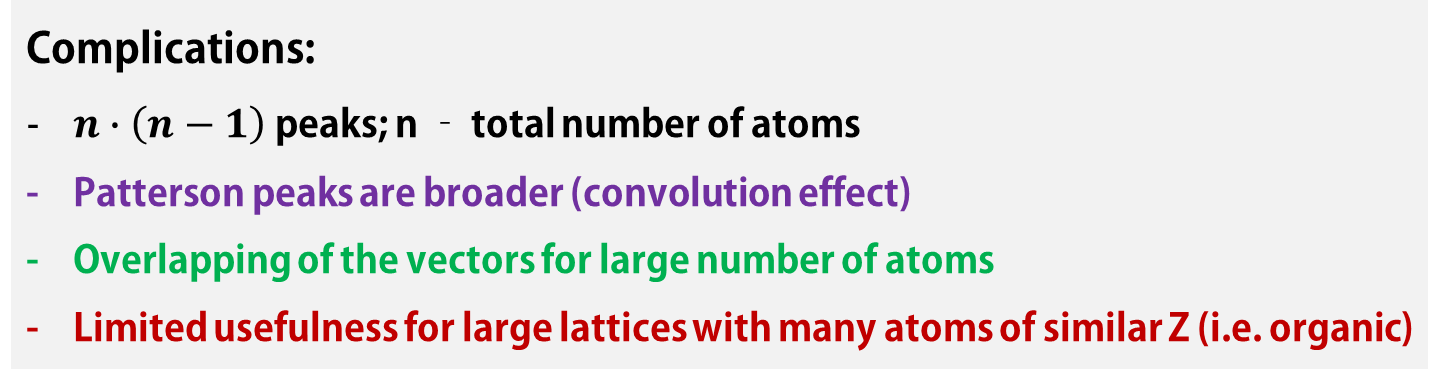 Complications:
- n · (n − 1) peaks; n - total number of atoms
- Patterson peaks are broader (convolution effect)
- Overlapping of the vectors for large number of atoms
- Limited usefulness for large lattices with many atoms of similar Z (i.e. organic)